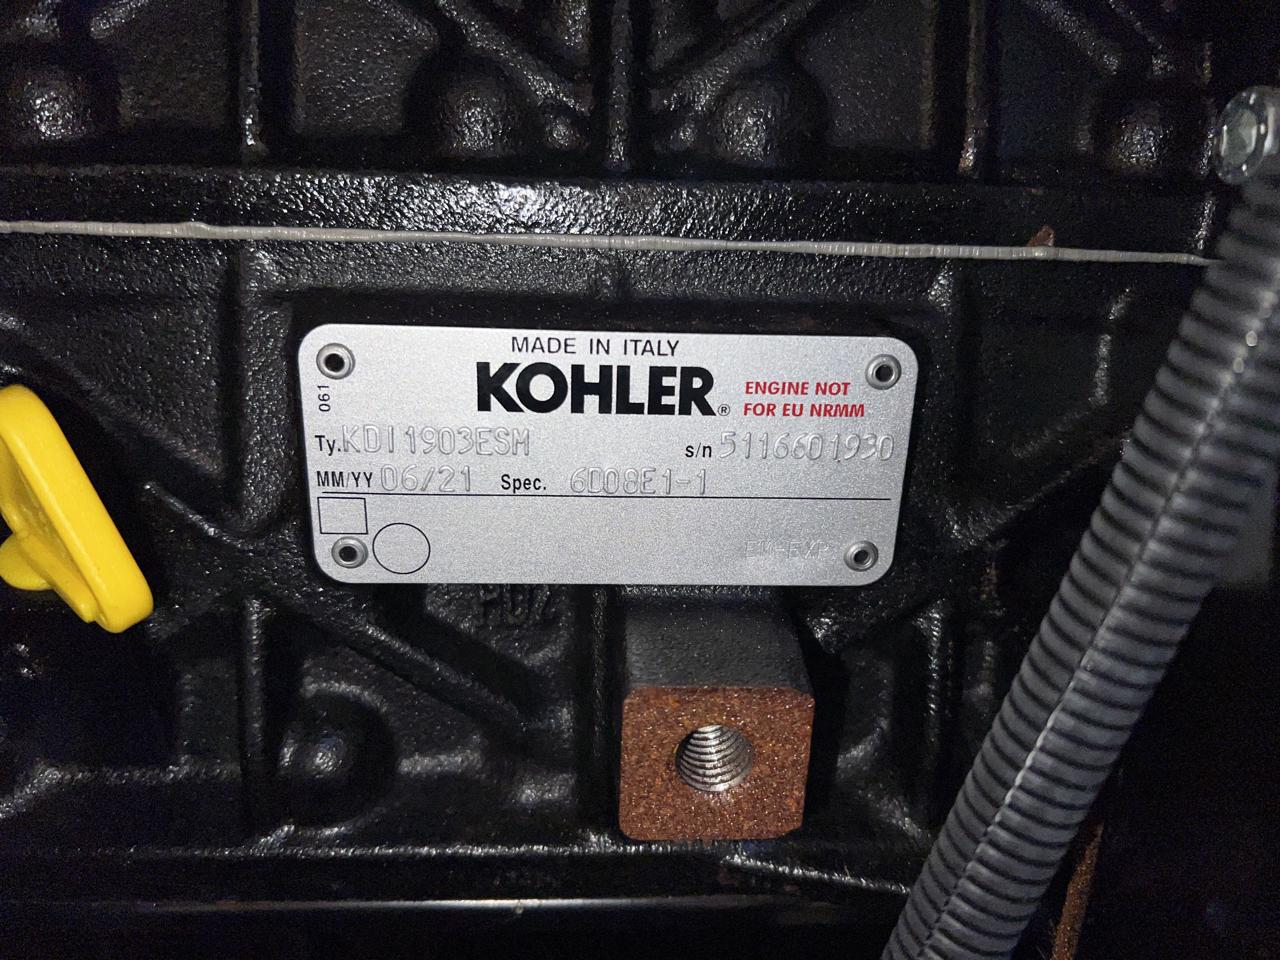 MADE IN ITALY
KOHLER®
ENGINE NOT
FOR EU NRMM
061
Ty. KDI1903ESM s/n 5116601930
MM/YY 06/21 Spec. 6D08E1-1